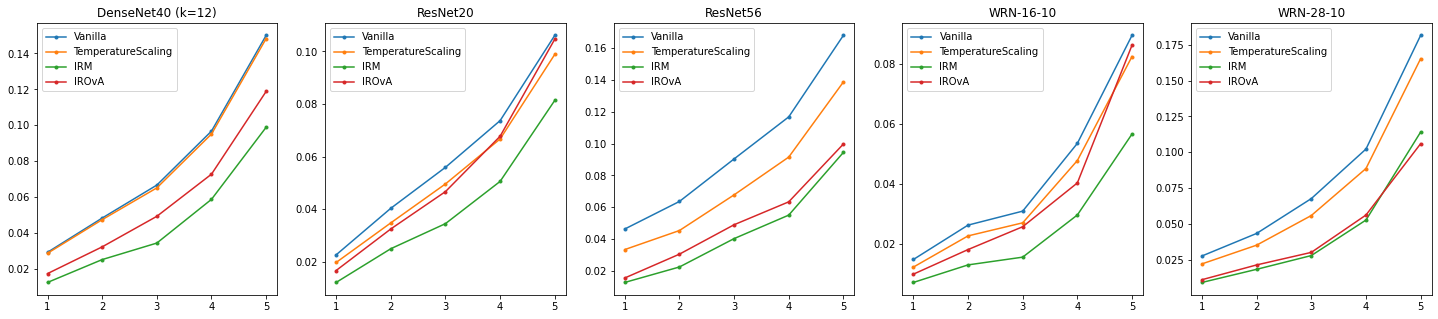 DenseNet40 (k=12)
Vanilla
TemperatureScaling
IRM
IROvA
0.14
0.12
0.10
0.08
0.06
0.04
0.02
1 2 3 4 5
ResNet20
Vanilla
TemperatureScaling
IRM
IROvA
0.10
0.08
0.06
0.04
0.02
1 2 3 4 5
ResNet56
Vanilla
TemperatureScaling
IRM
IROvA
0.16
0.14
0.12
0.10
0.08
0.06
0.04
0.02
1 2 3 4 5
WRN-16-10
Vanilla
TemperatureScaling
IRM
IROvA
0.08
0.06
0.04
0.02
1 2 3 4 5
WRN-28-10
Vanilla
TemperatureScaling
IRM
IROvA
0.175
0.150
0.125
0.100
0.075
0.050
0.025
1 2 3 4 5